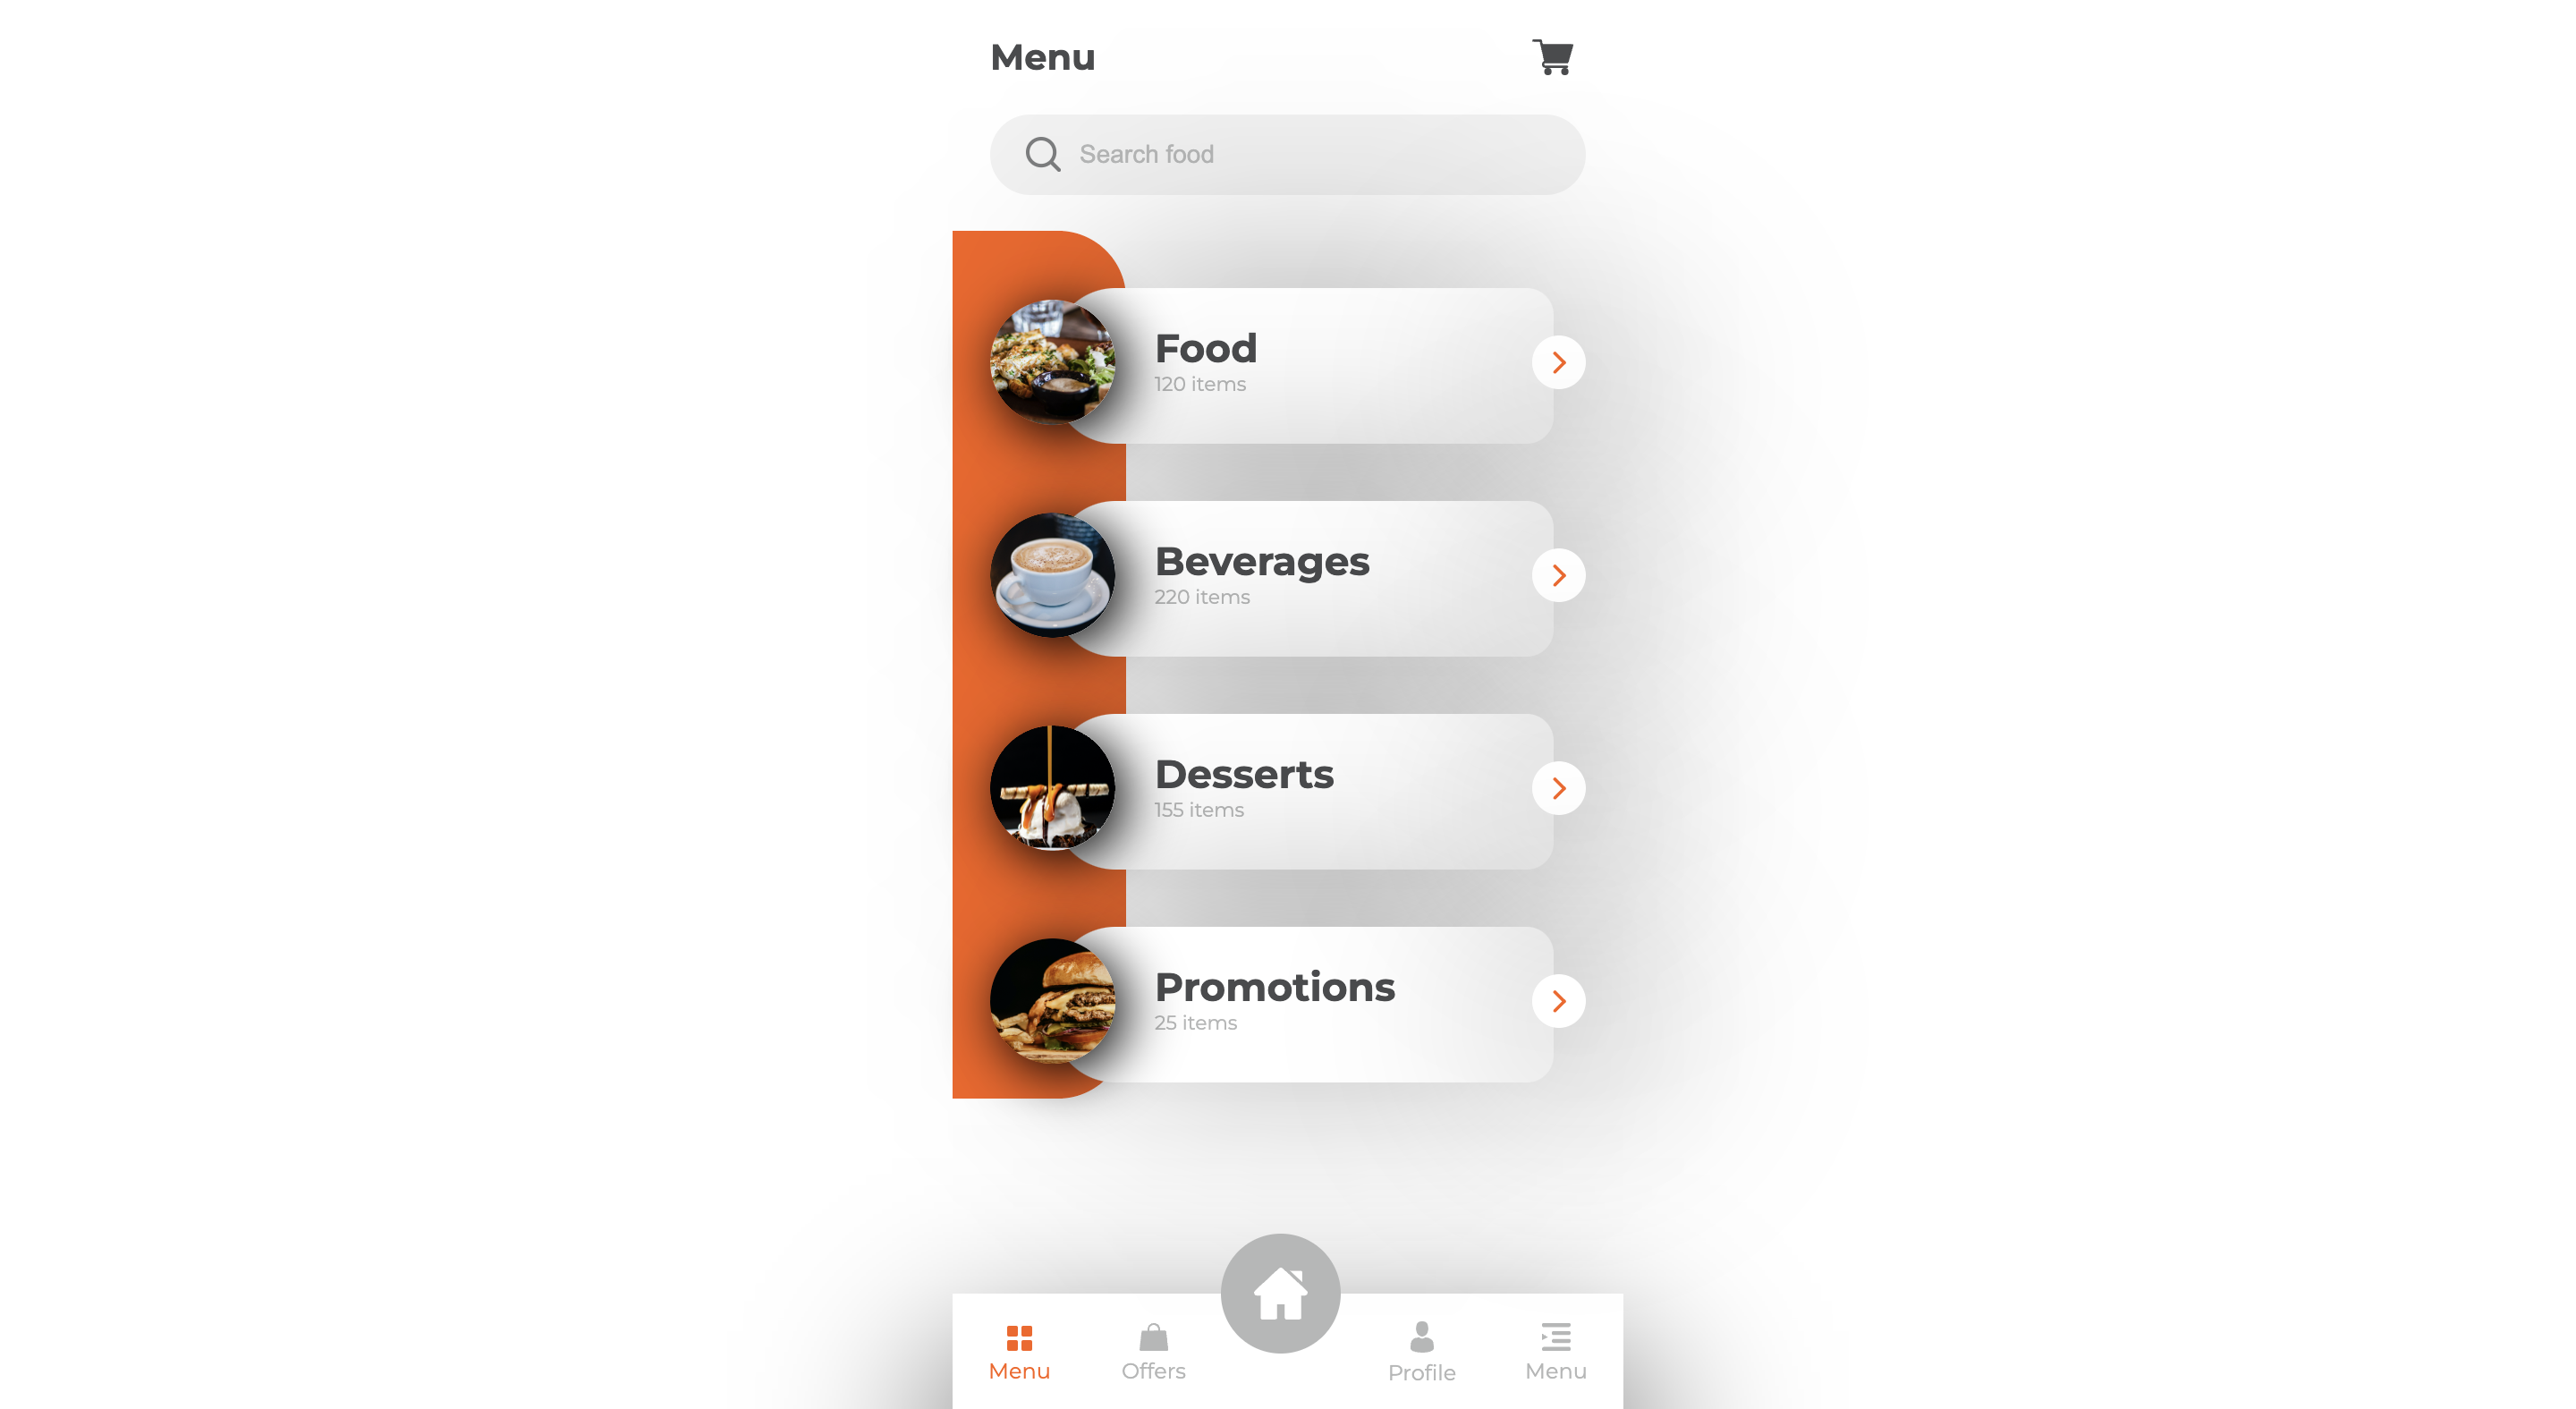 Menu
Search food
Food
120 items
Beverages
220 items
Desserts
155 items
Promotions
25 items
Menu
Offers
Profile
Menu